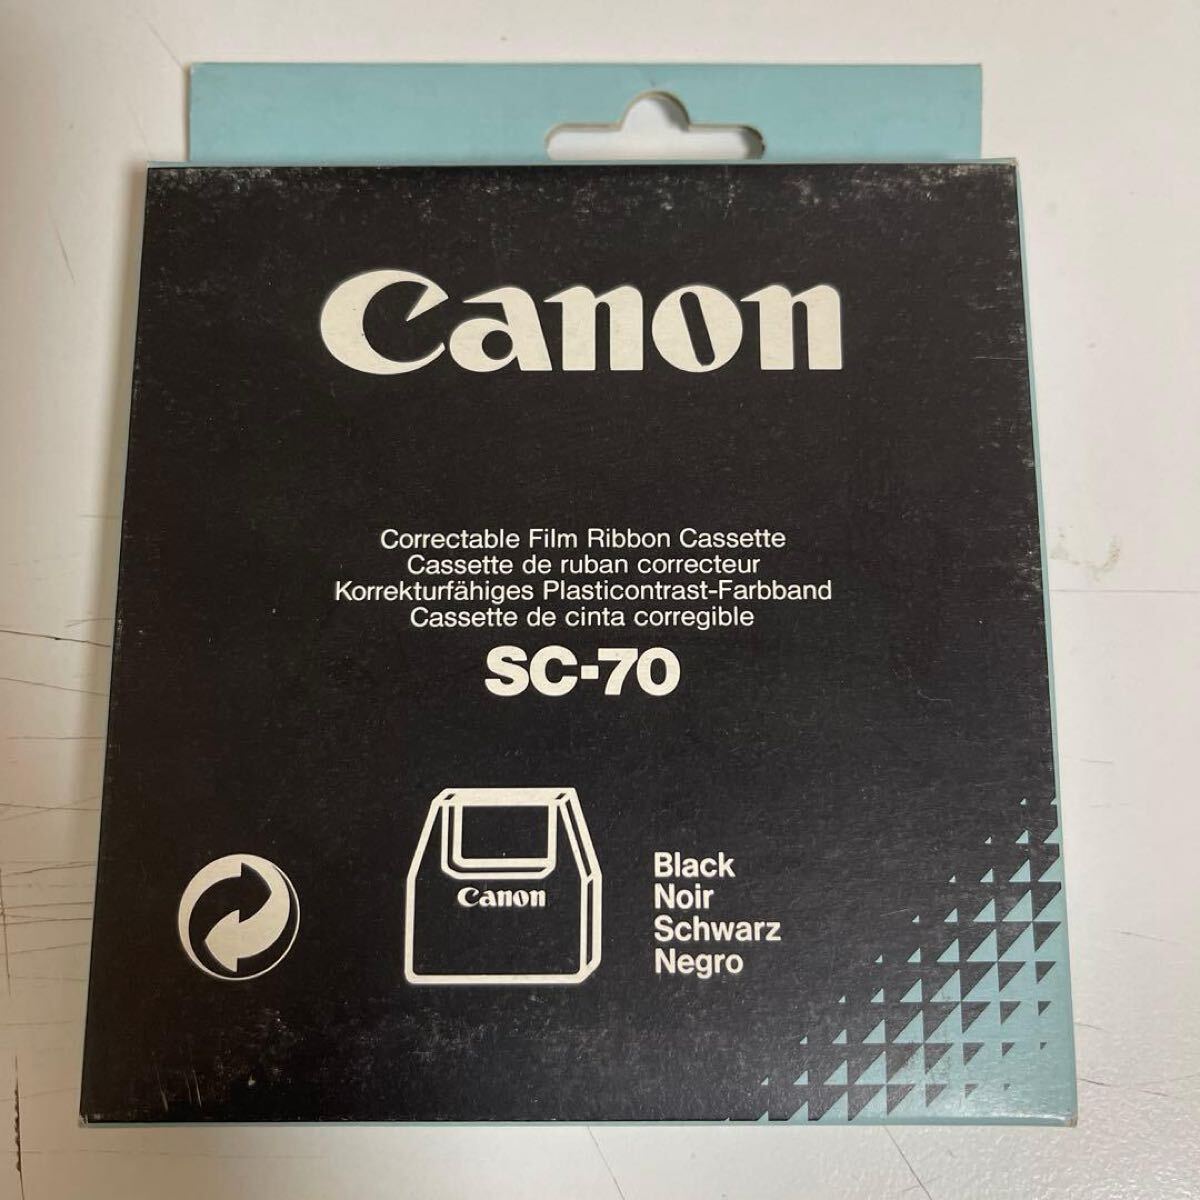 Canon
Correctable Film Ribbon Cassette
Cassette de ruban correcteur
Korrekturfähiges Plasticontrast-Farbband
Cassette de cinta corregible
SC-70
Canon
Black
Noir
Schwarz
Negro